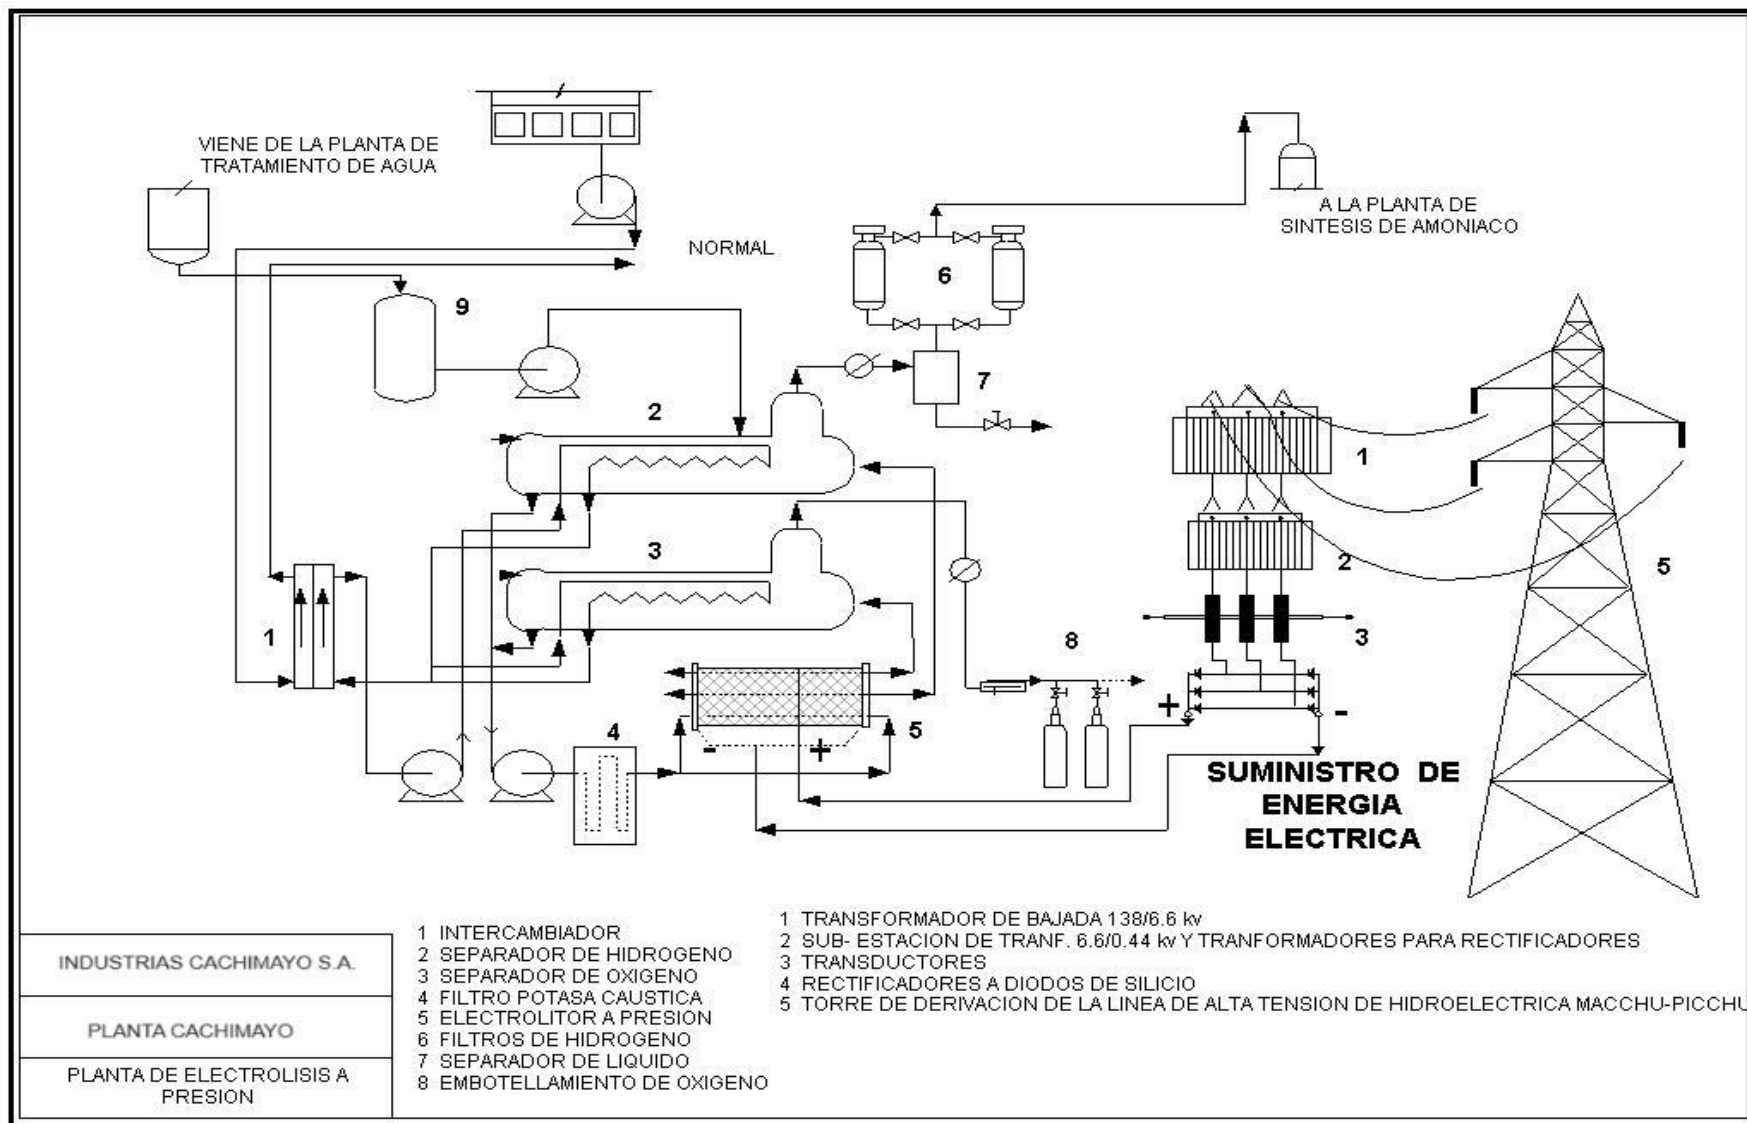 VIENE DE LA PLANTA DE
TRATAMIENTO DE AGUA
NORMAL
A LA PLANTA DE
SINTESIS DE AMONIACO
9
6
7
2
3
1
4
5
8
1
2
3
5
-
+
+
-
SUMINISTRO DE
ENERGIA
ELECTRICA
INDUSTRIAS CACHIMAYO S.A.
PLANTA CACHIMAYO
PLANTA DE ELECTROLISIS A
PRESION
1 INTERCAMBIADOR
2 SEPARADOR DE HIDROGENO
3 SEPARADOR DE OXIGENO
4 FILTRO POTASA CAUSTICA
5 ELECTROLITOR A PRESION
6 FILTROS DE HIDROGENO
7 SEPARADOR DE LIQUIDO
8 EMBOTELLAMIENTO DE OXIGENO
1 TRANSFORMADOR DE BAJADA 138/6.6 kv
2 SUB- ESTACION DE TRANF. 6.6/0.44 kv Y TRANFORMADORES PARA RECTIFICADORES
3 TRANSDUCTORES
4 RECTIFICADORES A DIODOS DE SILICIO
5 TORRE DE DERIVACION DE LA LINEA DE ALTA TENSION DE HIDROELECTRICA MACCHU-PICCHU